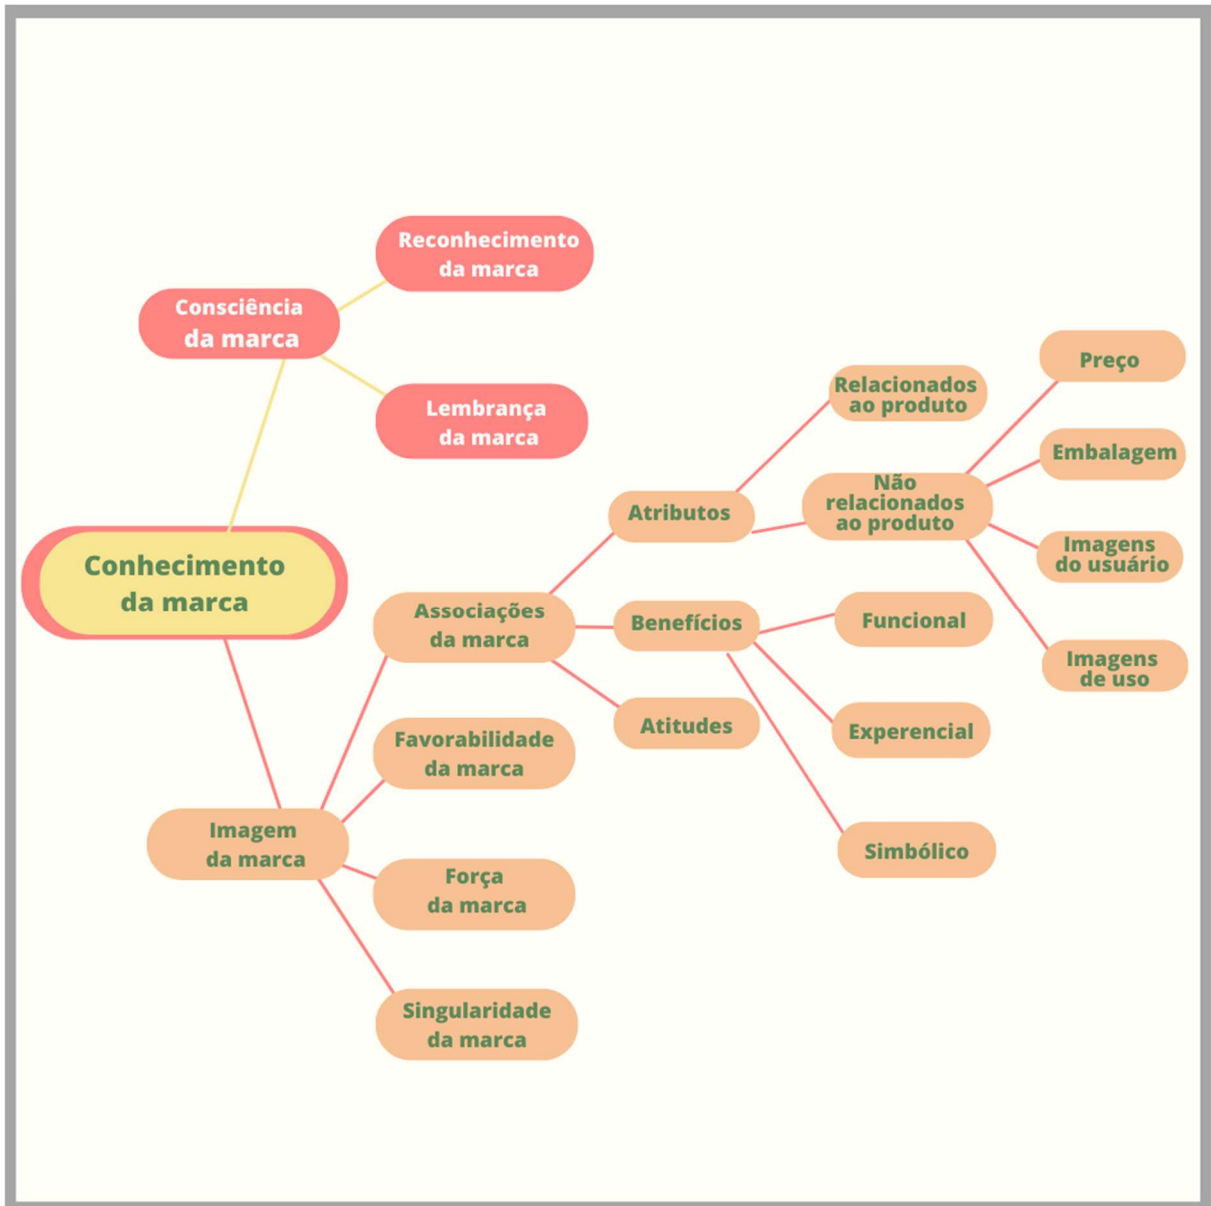 Reconhecimento
da marca
Consciência
da marca
Lembrança
da marca
Conhecimento
da marca
Imagem
da marca
Associações
da marca
Favorabilidade
da marca
Força
da marca
Singularidade
da marca
Atributos
Benefícios
Atitudes
Relacionados
ao produto
Não
relacionados
ao produto
Funcional
Experencial
Simbólico
Preço
Embalagem
Imagens
do usuário
Imagens
de uso